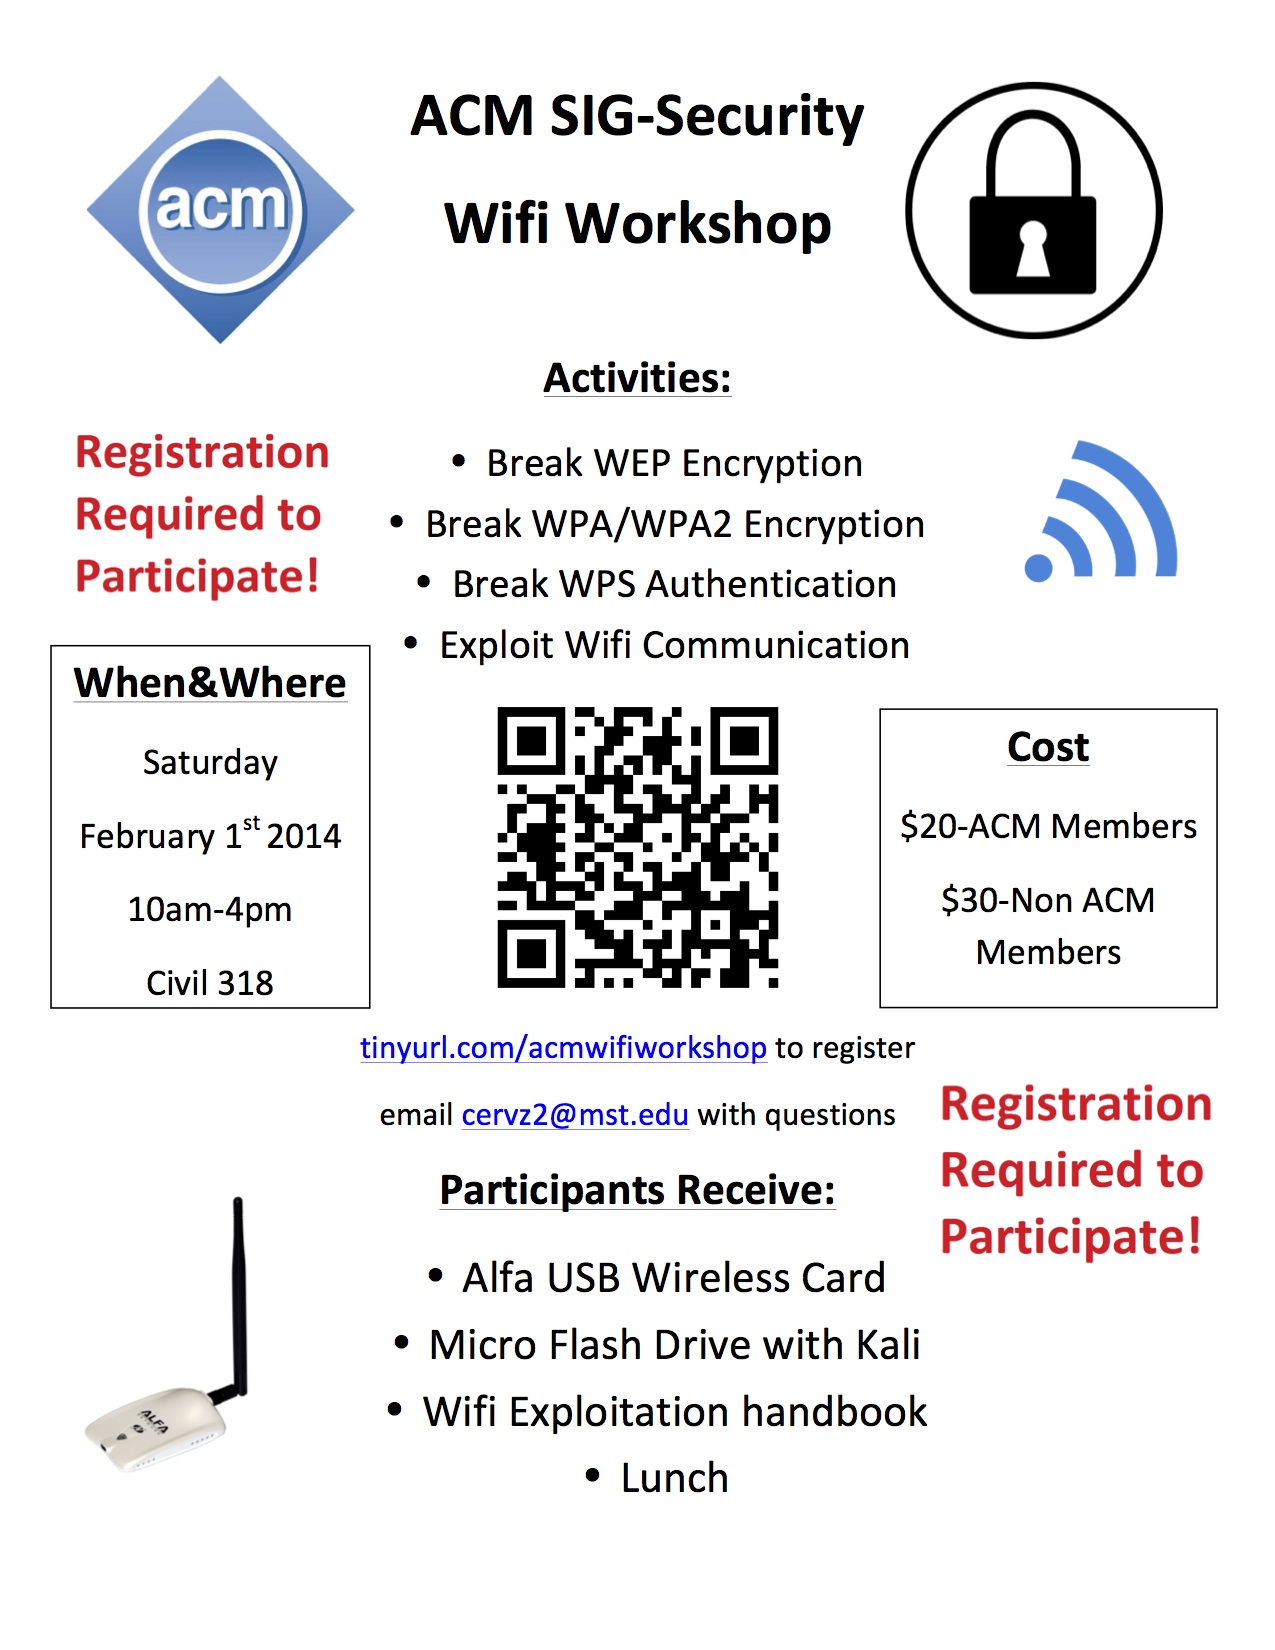 acm
ACM SIG-Security
Wifi Workshop
Activities:
Registration
Required to
Participate!
• Break WEP Encryption
• Break WPA/WPA2 Encryption
• Break WPS Authentication
• Exploit Wifi Communication
When&Where
Saturday
February 1st 2014
10am-4pm
Civil 318
Cost
$20-ACM Members
$30-Non ACM
Members
tinyurl.com/acmwifiworkshop to register
email cervz2@mst.edu with questions
Registration
Required to
Participate!
Participants Receive:
• Alfa USB Wireless Card
• Micro Flash Drive with Kali
• Wifi Exploitation handbook
• Lunch
ALFA